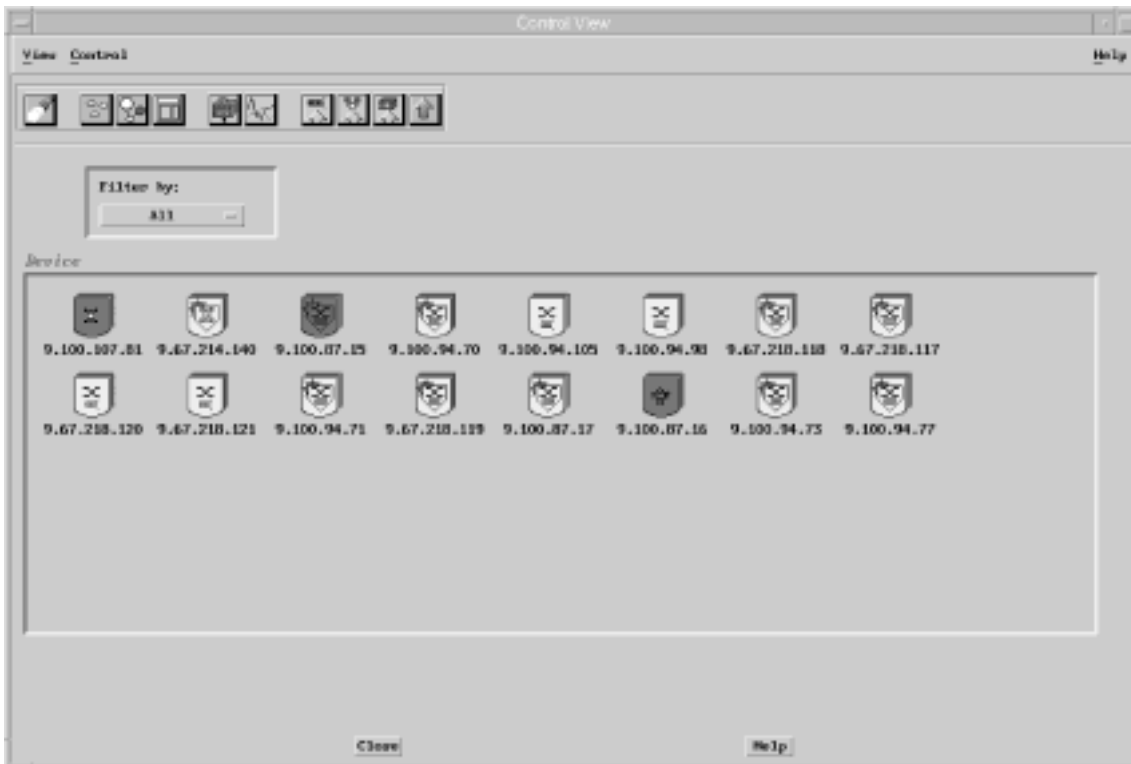 Control View
View Control Help
Filter by:
All
Device
9.100.107.81 9.67.214.140 9.100.87.15 9.100.94.70 9.100.94.105 9.100.94.98 9.67.218.118 9.67.218.117
9.67.218.120 9.67.218.121 9.100.94.71 9.67.218.119 9.100.87.17 9.100.87.16 9.100.94.73 9.100.94.77
Close Help